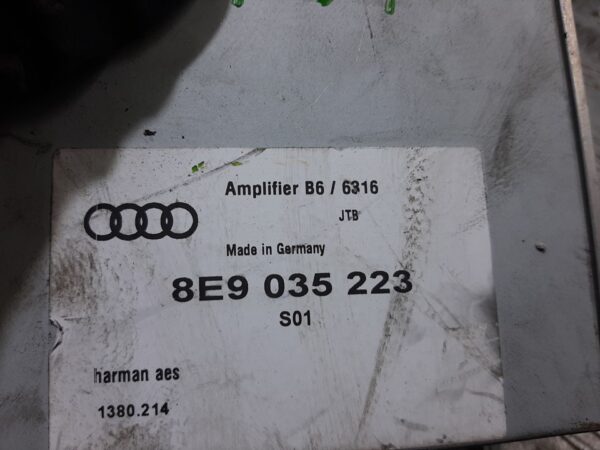 Amplifier B6 / 6316
JTB
Made in Germany
8E9 035 223
S01
harman aes
1380.214